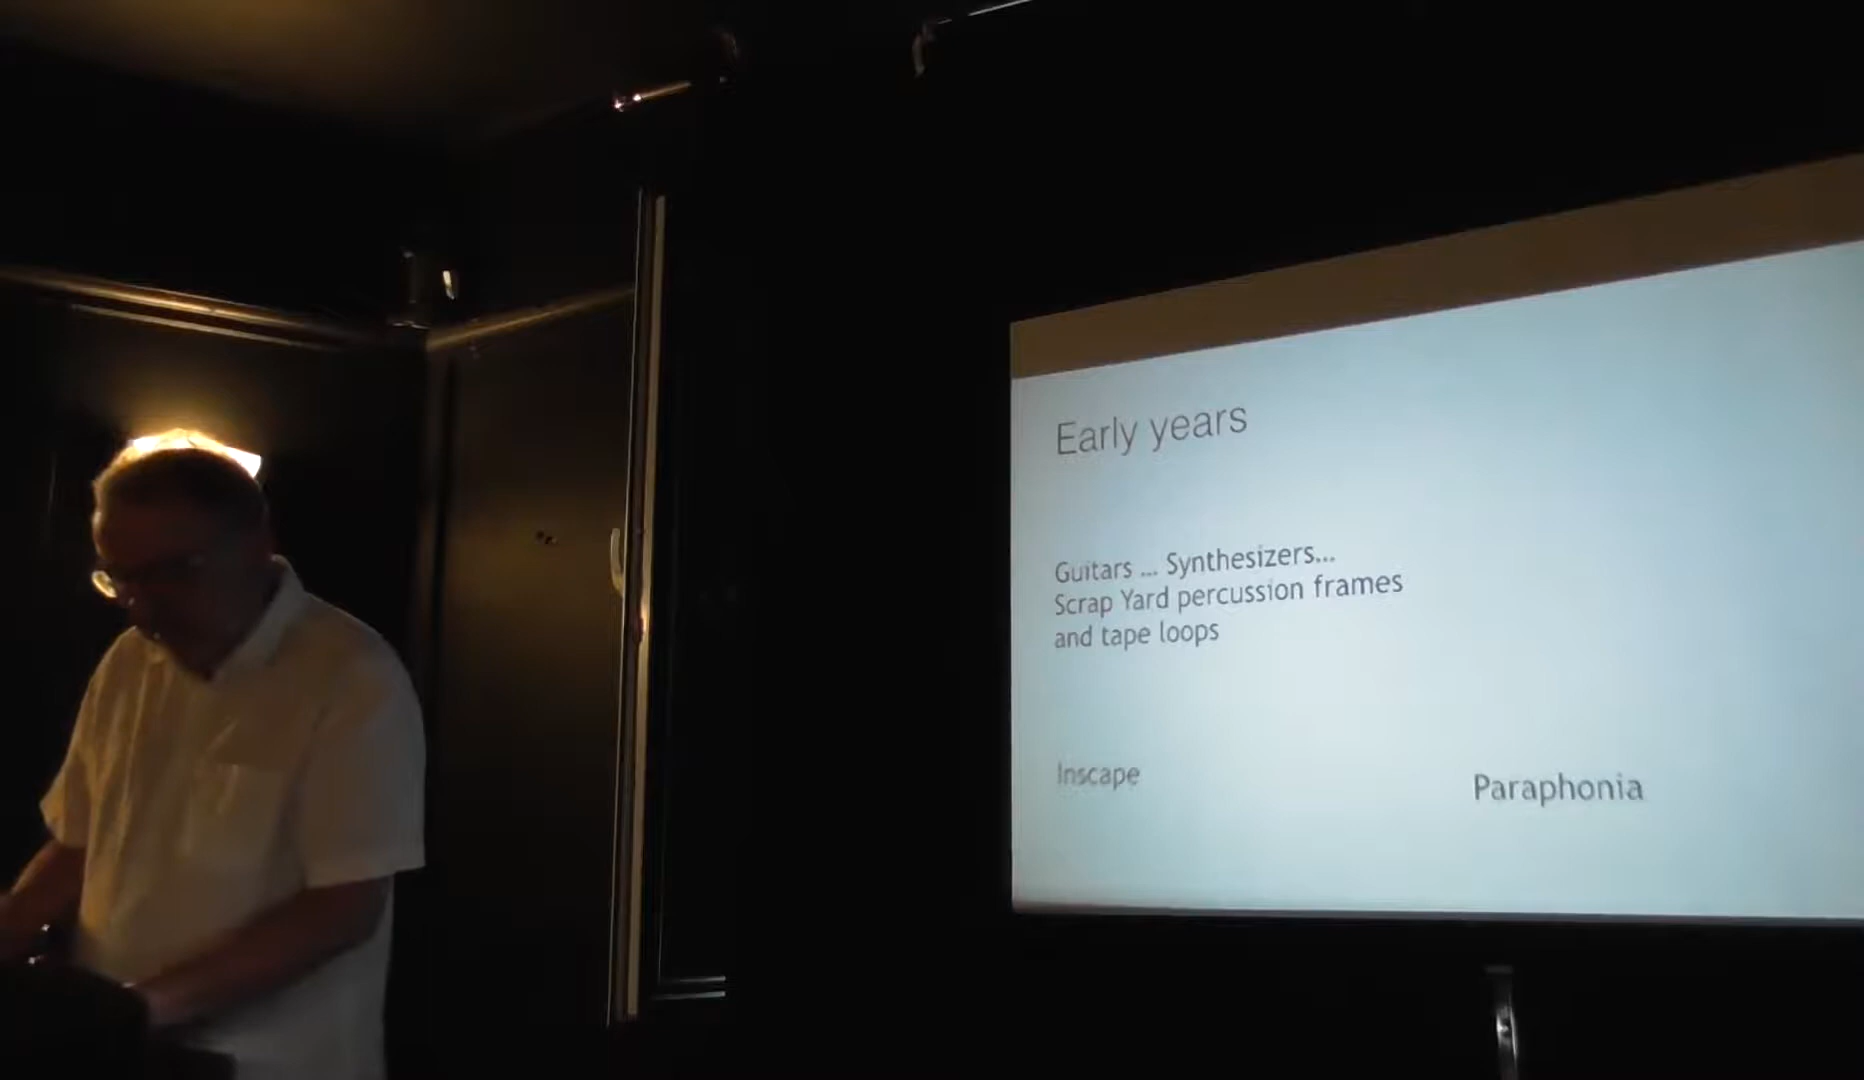 Early years
Guitars ... Synthesizers...
Scrap Yard percussion frames
and tape loops
Inscape
Paraphonia